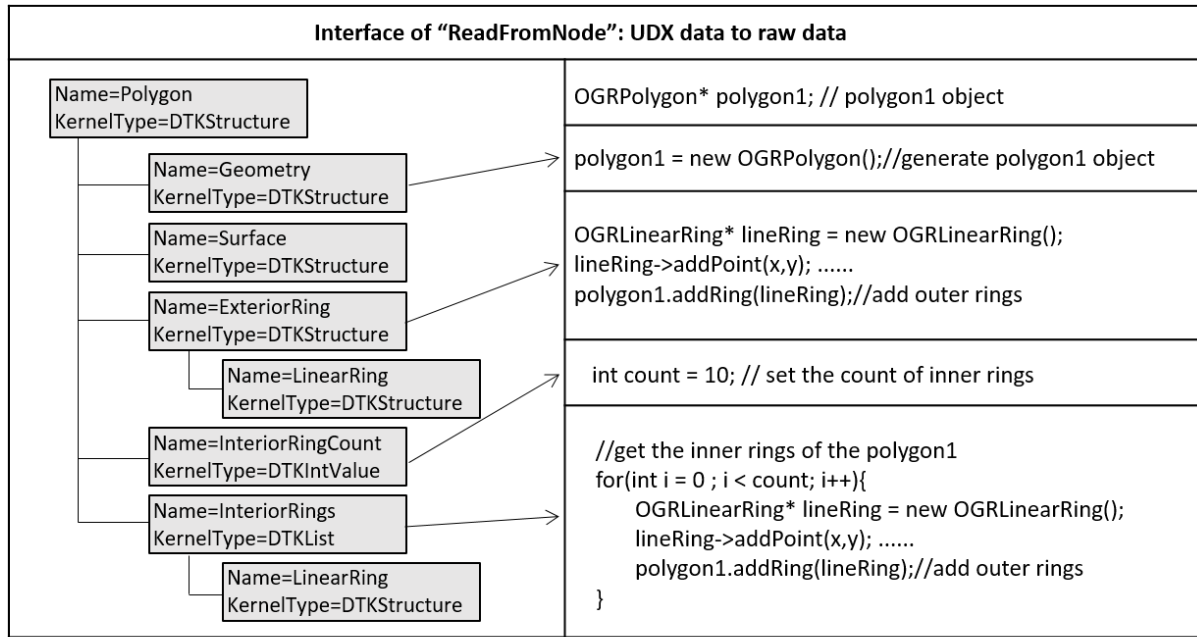 Interface of “ReadFromNode”: UDX data to raw data
Name=Polygon
KernelType=DTKStructure
Name=Geometry
KernelType=DTKStructure
Name=Surface
KernelType=DTKStructure
Name=ExteriorRing
KernelType=DTKStructure
Name=LinearRing
KernelType=DTKStructure
Name=InteriorRingCount
KernelType=DTKIntValue
Name=InteriorRings
KernelType=DTKList
Name=LinearRing
KernelType=DTKStructure
OGRPolygon* polygon1; // polygon1 object
polygon1 = new OGRPolygon();//generate polygon1 object
OGRLinearRing* lineRing = new OGRLinearRing();
lineRing->addPoint(x,y); ......
polygon1.addRing(lineRing);//add outer rings
int count = 10; // set the count of inner rings
//get the inner rings of the polygon1
for(int i = 0 ; i < count; i++){
OGRLinearRing* lineRing = new OGRLinearRing();
lineRing->addPoint(x,y); ......
polygon1.addRing(lineRing);//add outer rings
}